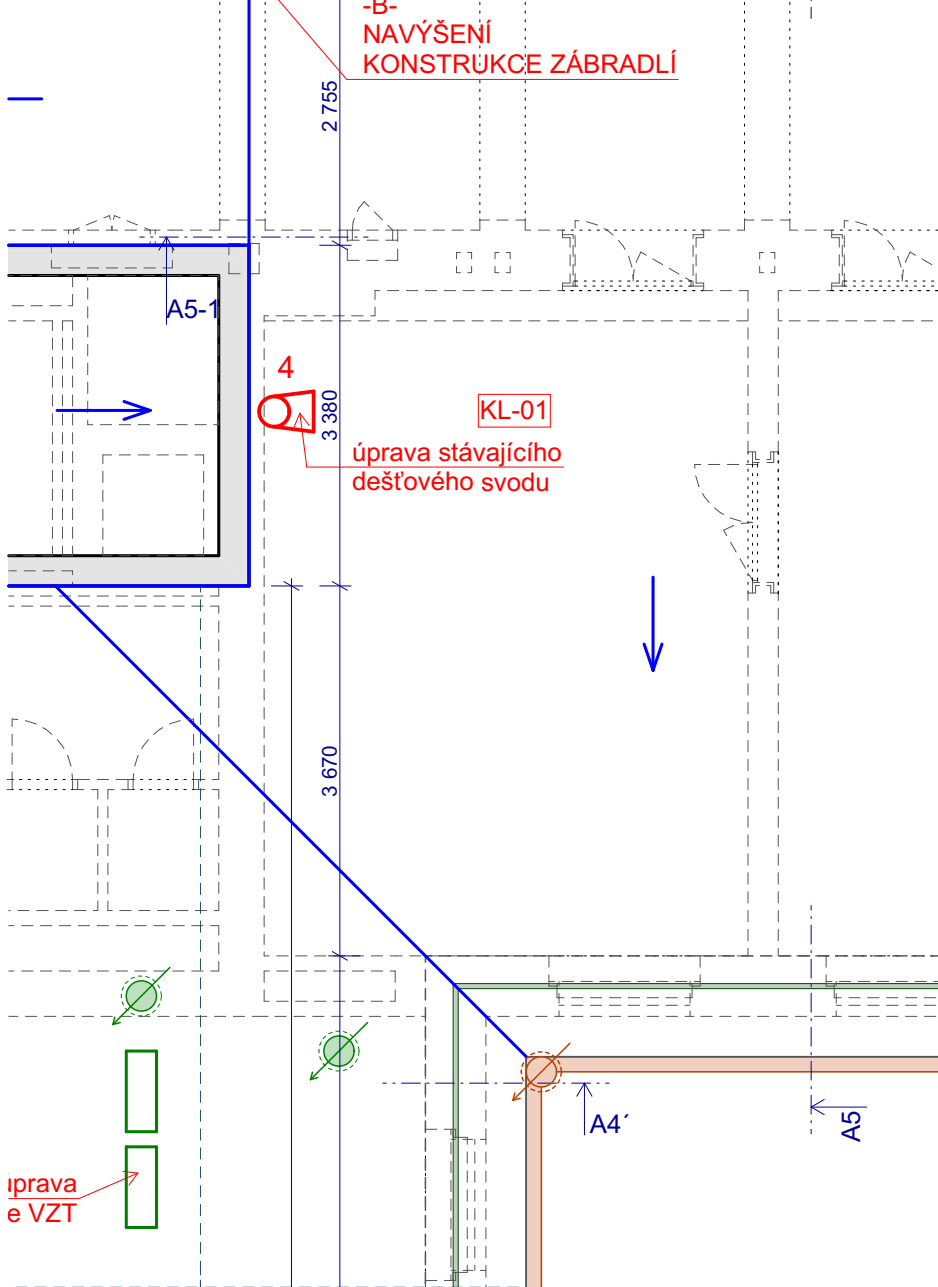 -B-
NAVÝŠENÍ
KONSTRUKCE ZÁBRADLÍ
2 755
A5-1
4
3 380
KL-01
úprava stávajícího
dešťového svodu
3 670
A4´
A5
úprava
e VZT